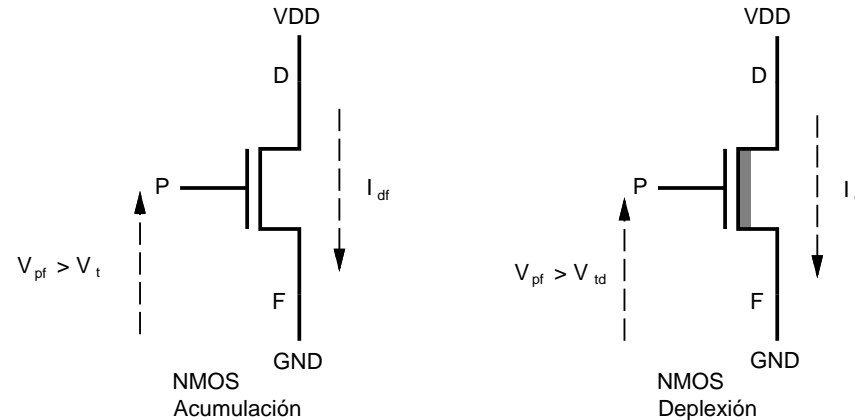 VDD
D
P
I df
V pf > V t
F
GND
NMOS
Acumulación
VDD
D
P
I
V pf > V td
F
GND
NMOS
Deplexión